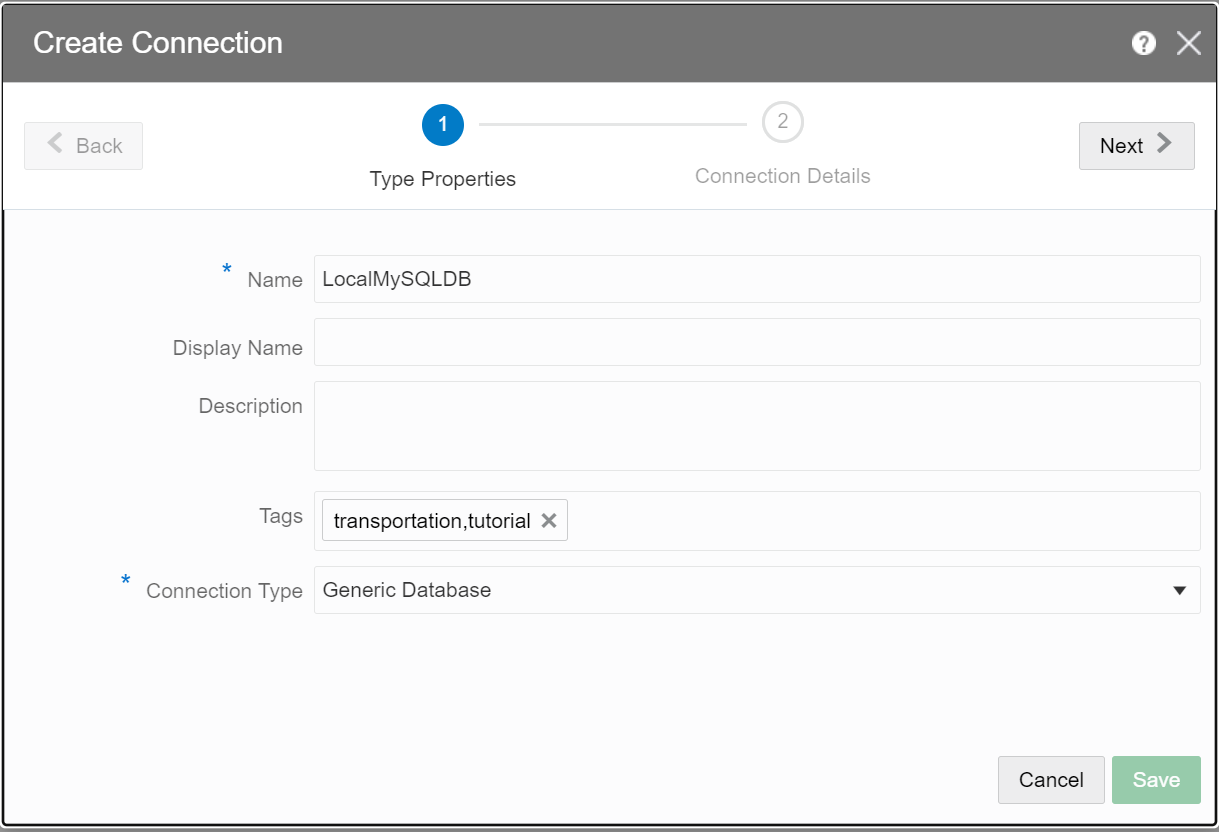 Create Connection
?
Back
1
2
Next
Type Properties
Connection Details
* Name
LocalMySQLDB
Display Name
Description
Tags
transportation,tutorial
* Connection Type
Generic Database
Cancel
Save